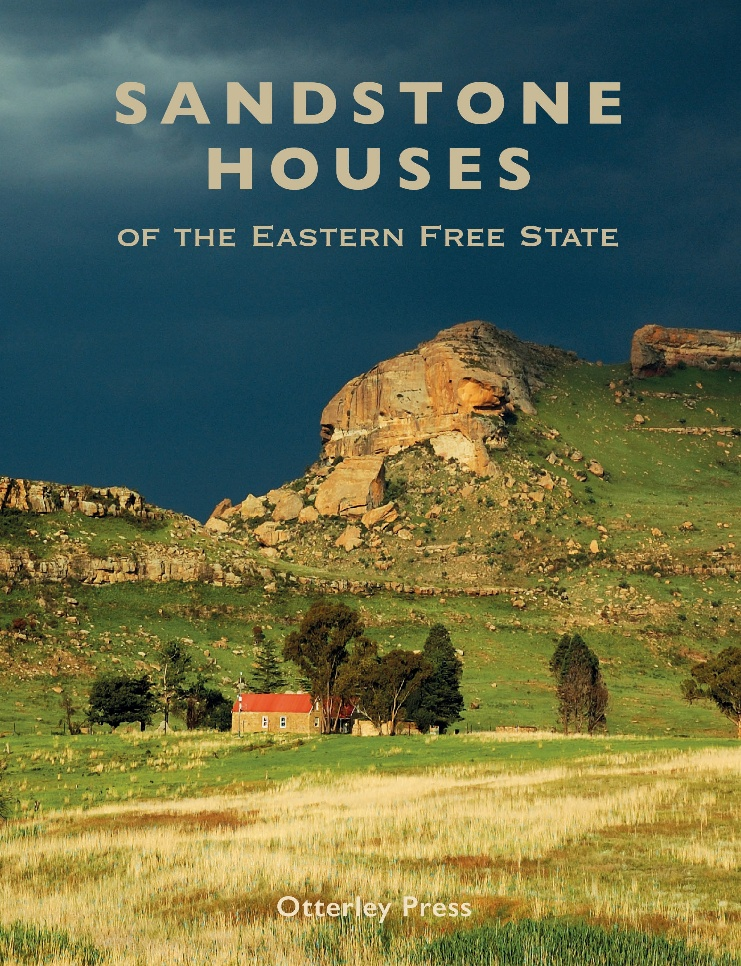 SANDSTONE
HOUSES
OF THE EASTERN FREE STATE
Otterley Press